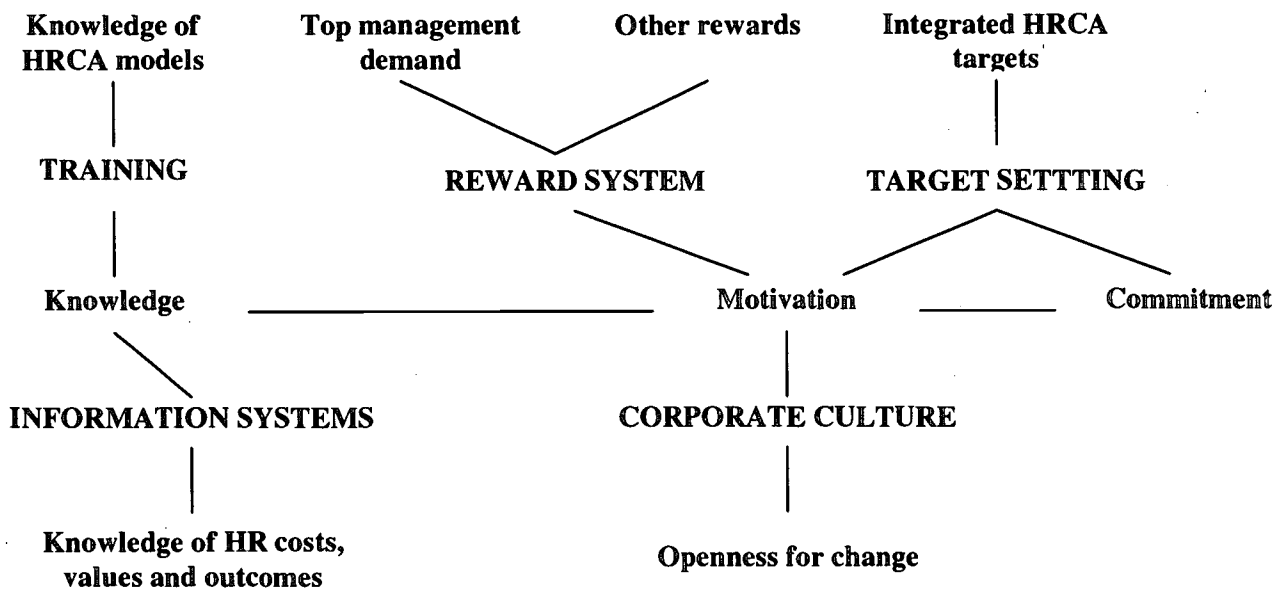 Knowledge of
HRCA models
Top management
demand
Other rewards
Integrated HRCA
targets
TRAINING
REWARD SYSTEM
TARGET SETTTING
Knowledge
Motivation
Commitment
INFORMATION SYSTEMS
CORPORATE CULTURE
Knowledge of HR costs,
values and outcomes
Openness for change